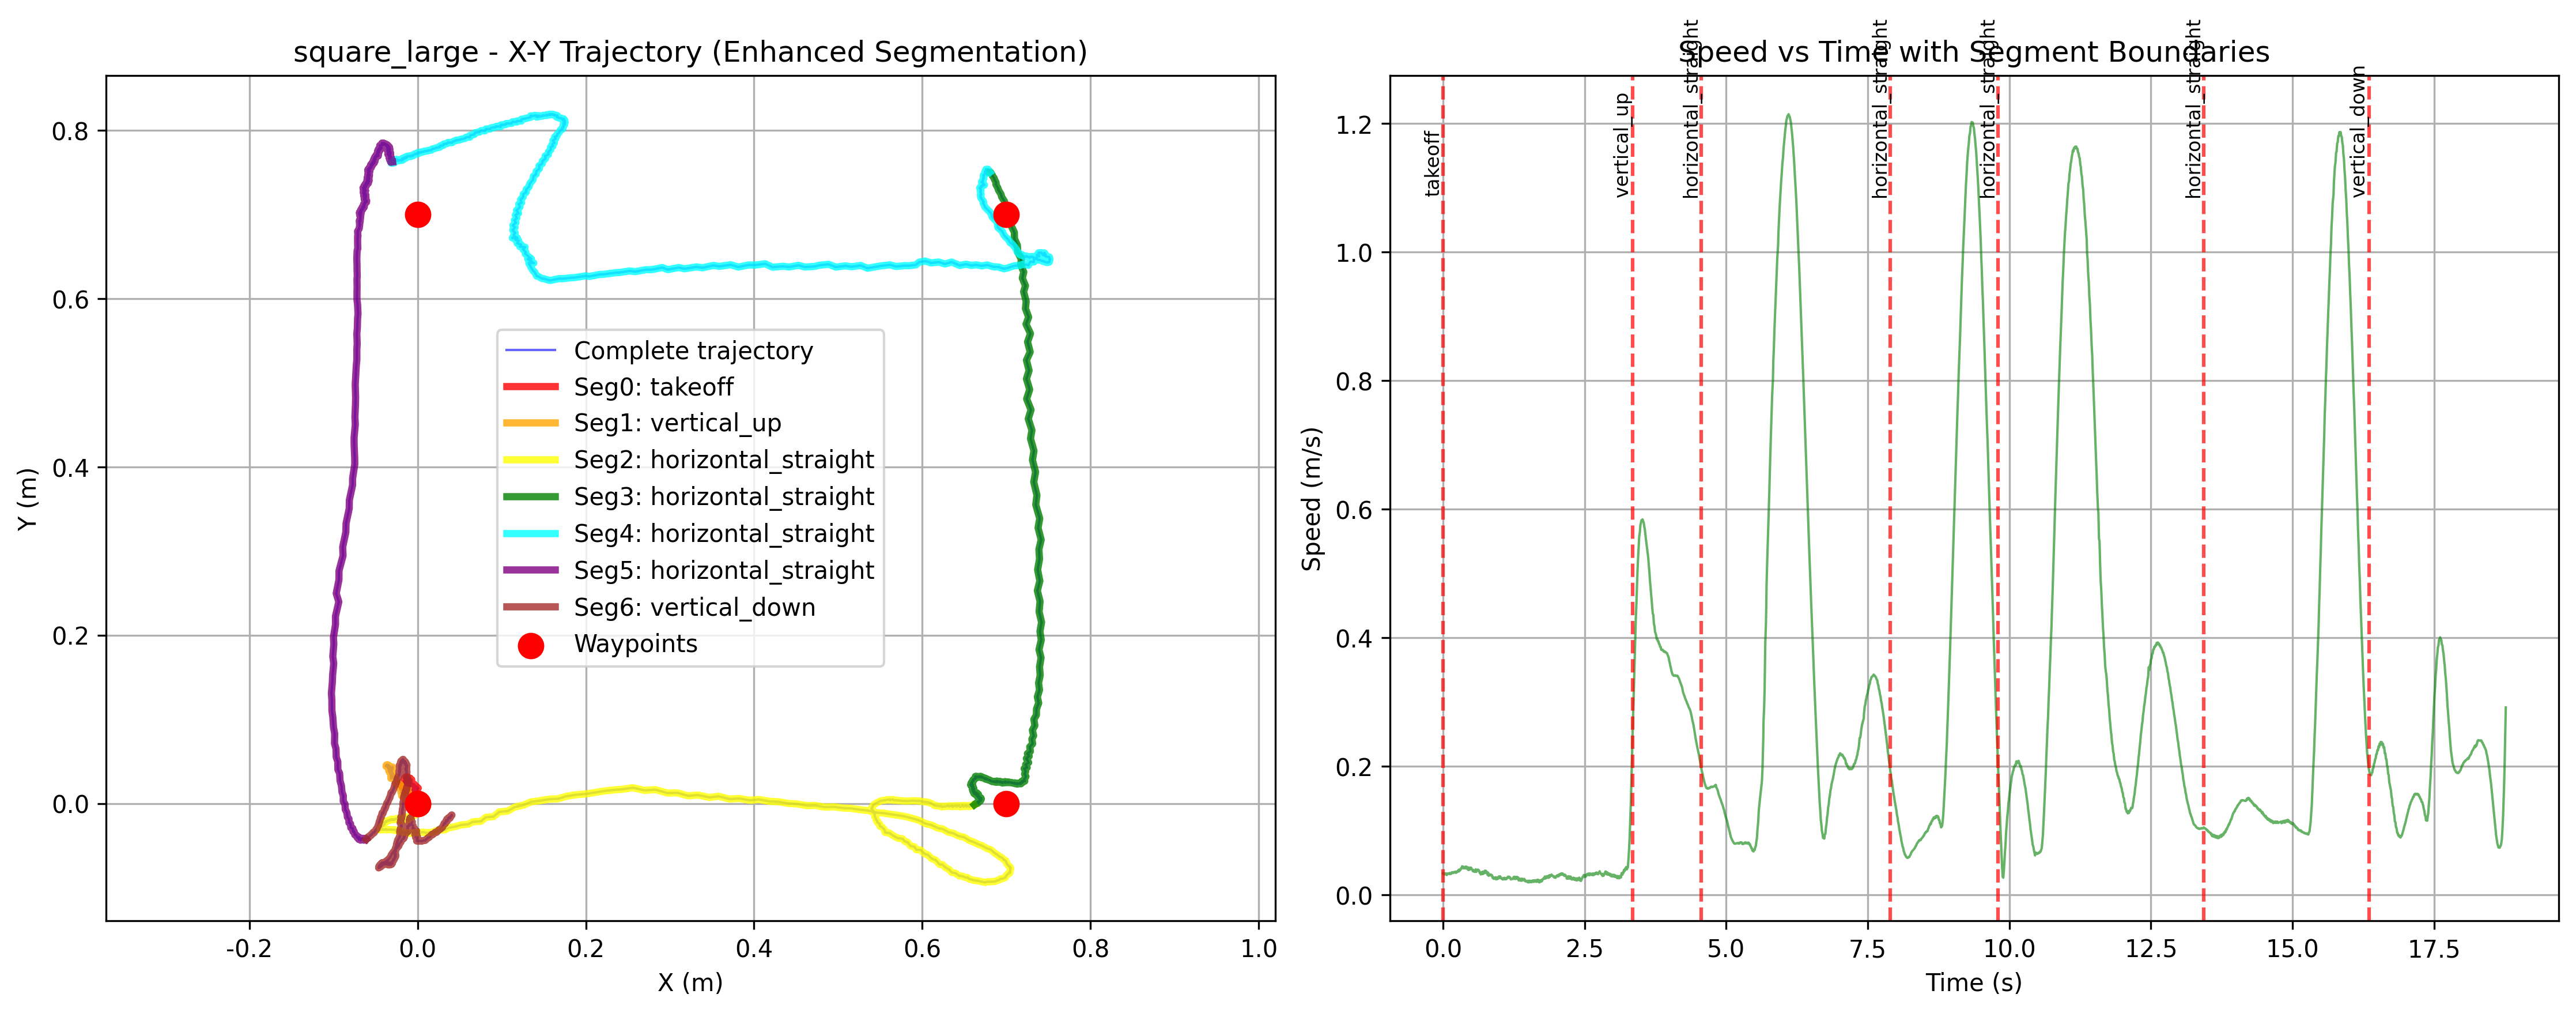 square_large - X-Y Trajectory (Enhanced Segmentation)
Y (m)
0.8
0.6
0.4
0.2
0.0
-0.2
0.0
0.2
0.4
0.6
0.8
1.0
X (m)
Complete trajectory
Seg0: takeoff
Seg1: vertical_up
Seg2: horizontal_straight
Seg3: horizontal_straight
Seg4: horizontal_straight
Seg5: horizontal_straight
Seg6: vertical_down
Waypoints
Speed vs Time with Segment Boundaries
Speed (m/s)
1.2
1.0
0.8
0.6
0.4
0.2
0.0
takeoff
vertical_up
horizontal_straight
horizontal_straight
horizontal_straight
horizontal_straight
vertical_down
0.0
2.5
5.0
7.5
10.0
12.5
15.0
17.5
Time (s)